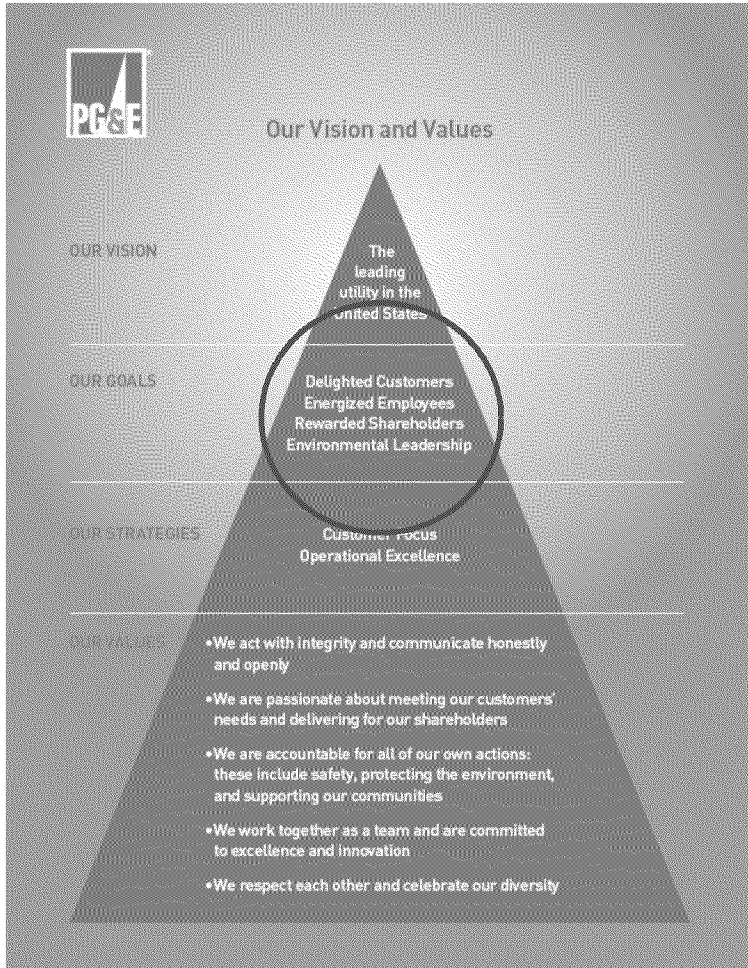 PG&E
Our Vision and Values
OUR VISION
The
leading
utility in the
United States
OUR GOALS
Delighted Customers
Energized Employees
Rewarded Shareholders
Environmental Leadership
OUR STRATEGIES
Customer Focus
Operational Excellence
OUR VALUES
•We act with integrity and communicate honestly
and openly
•We are passionate about meeting our customers'
needs and delivering for our shareholders
•We are accountable for all of our own actions:
these include safety, protecting the environment,
and supporting our communities
•We work together as a team and are committed
to excellence and innovation
•We respect each other and celebrate our diversity